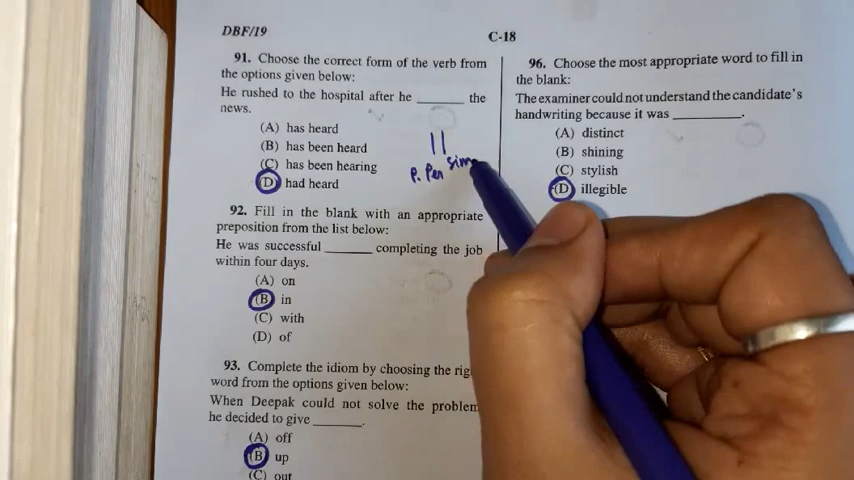 DBF/19
C-18
91. Choose the correct form of the verb from
the options given below:
He rushed to the hospital after he ______ the
news.
(A) has heard
(B) has been heard
(C) has been hearing
(D) had heard
P. Per Sim
92. Fill in the blank with an appropriate
preposition from the list below:
He was successful ______ completing the job
within four days.
(A) on
(B) in
(C) with
(D) of
93. Complete the idiom by choosing the rig
word from the options given below:
When Deepak could not solve the problem
he decided to give ______.
(A) off
(B) up
(C) out
96. Choose the most appropriate word to fill in
the blank:
The examiner could not understand the candidate's
handwriting because it was ______.
(A) distinct
(B) shining
(C) stylish
(D) illegible